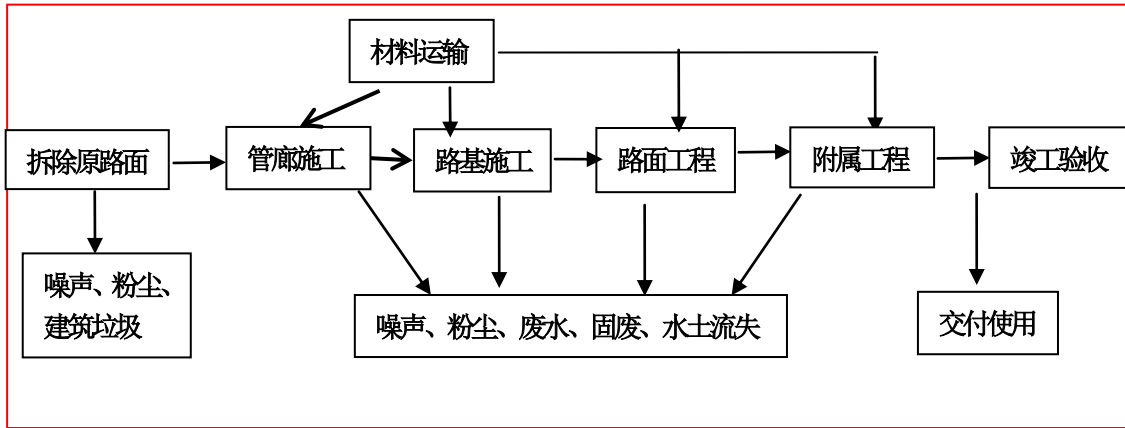 材料运输
拆除原路面
管廊施工
路基施工
路面工程
附属工程
竣工验收
噪声、粉尘、
建筑垃圾
噪声、粉尘、废水、固废、水土流失
交付使用